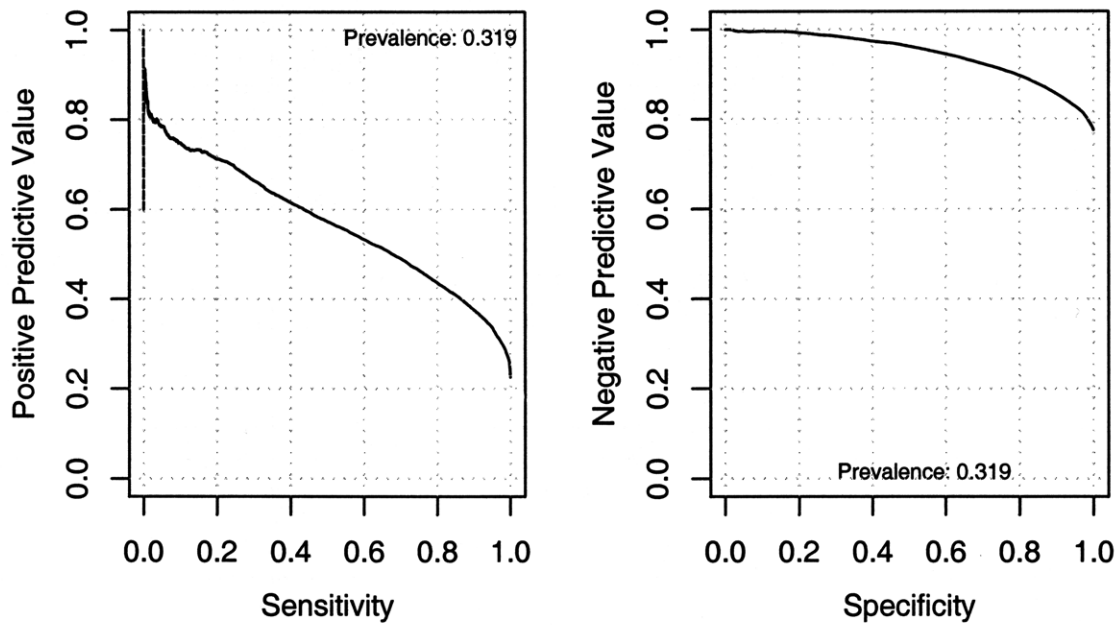 Positive Predictive Value
1.0
0.8
0.6
0.4
0.2
0.0
Prevalence: 0.319
0.0 0.2 0.4 0.6 0.8 1.0
Sensitivity
Negative Predictive Value
1.0
0.8
0.6
0.4
0.2
0.0
Prevalence: 0.319
0.0 0.2 0.4 0.6 0.8 1.0
Specificity